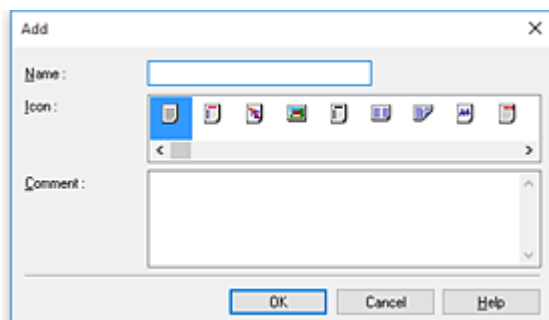 Add
Name :
Icon :
Comment :
OK Cancel Help